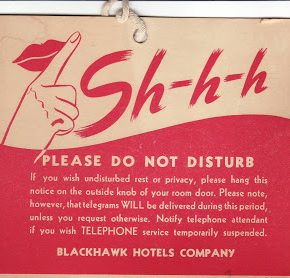 Sh-h-h
PLEASE DO NOT DISTURB
If you wish undisturbed rest or privacy, please hang this
notice on the outside knob of your room door. Please note,
however, that telegrams WILL be delivered during this period,
unless you request otherwise. Notify telephone attendant
if you wish TELEPHONE service temporarily suspended.
BLACKHAWK HOTELS COMPANY